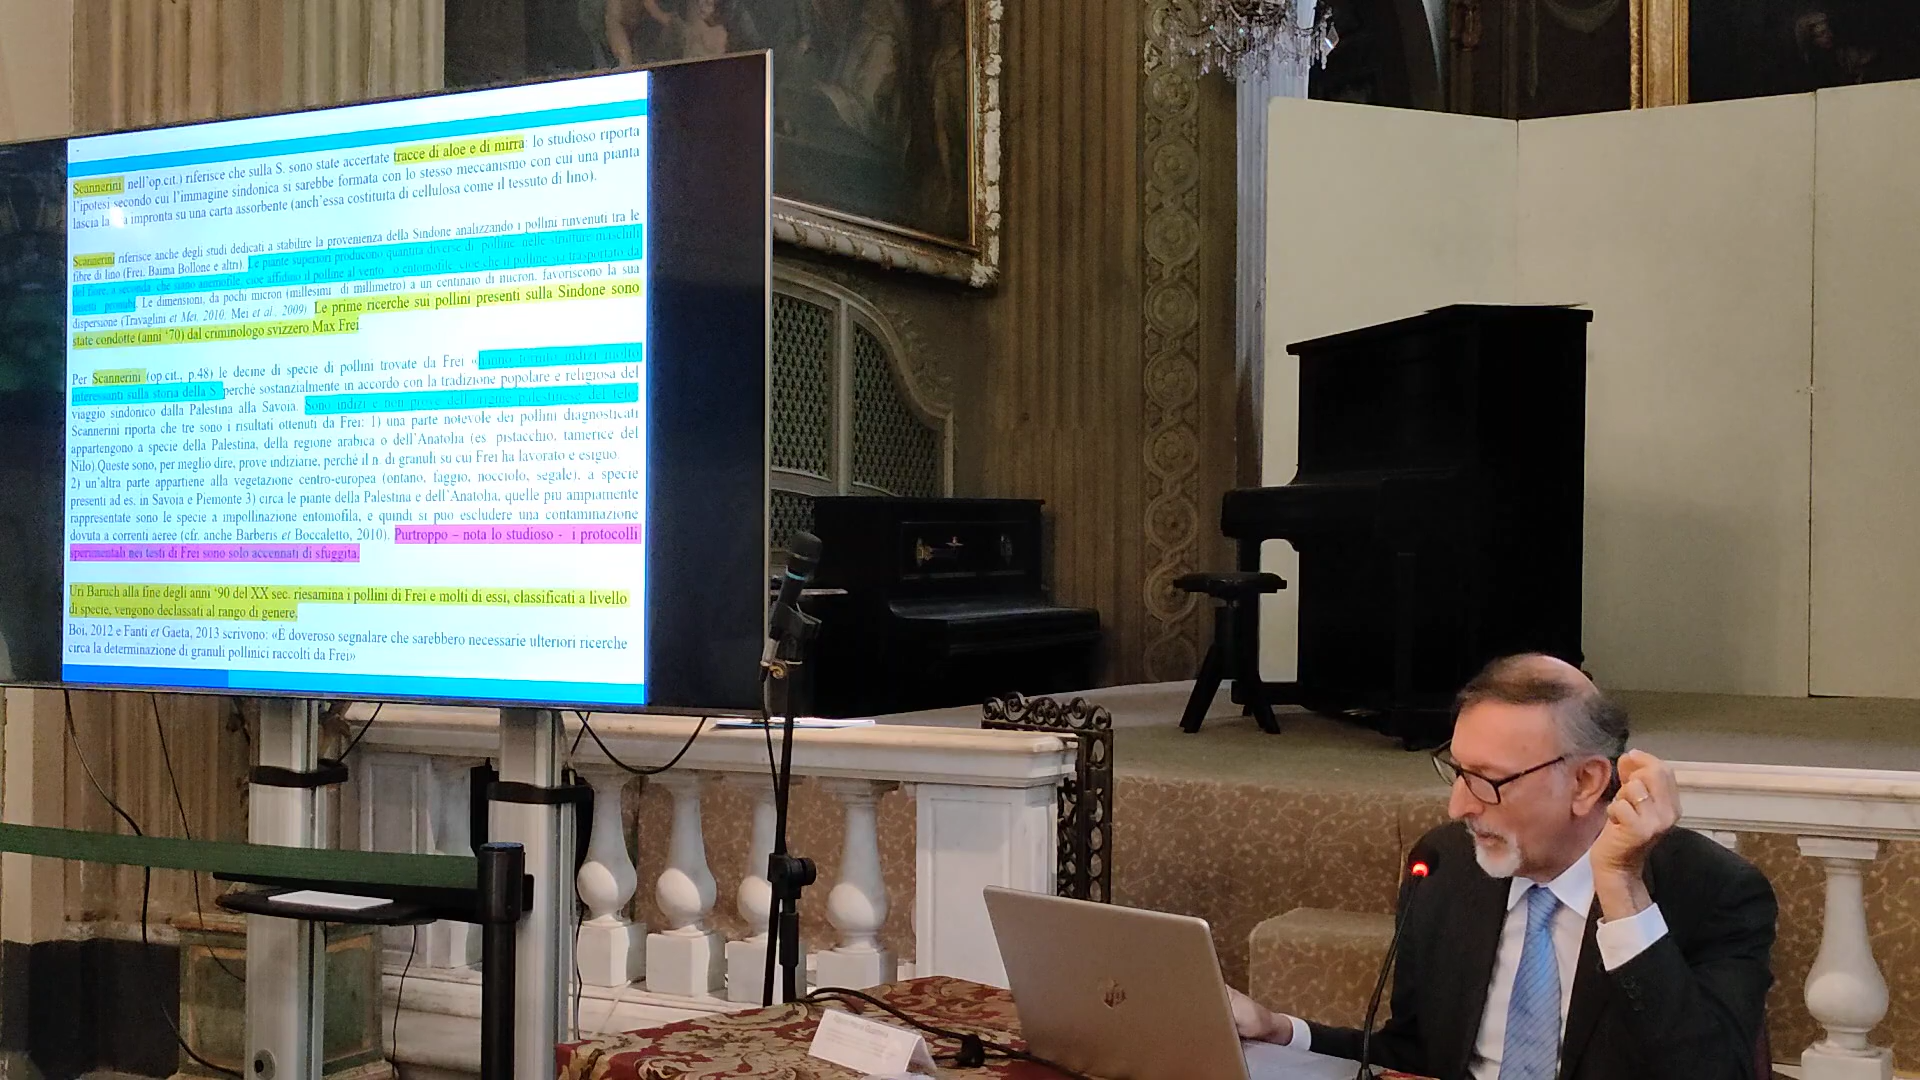 Scannerini nell'op.cit.) riferisce che sulla S. sono state accertate tracce di aloe e di mirra: lo studioso riporta
l'ipotesi secondo cui l'immagine sindonica si sarebbe formata con lo stesso meccanismo con cui una pianta
lascia la impronta su una carta assorbente (anch'essa costituita di cellulosa come il tessuto di lino).
Scannerini riferisce anche degli studi dedicati a stabilire la provenienza della Sindone analizzando i pollini rinvenuti tra le
fibre di lino (Frei, Baima Bollone e altri). Le piante superiori producono quantità diverse di polline nelle strutture maschili
del fiore, a seconda che siano anemofile, cioè affidino il polline al vento, o entomofile, cioè che il polline sia trasportato da
insetti pronubi. Le dimensioni, da pochi micron (millesimi di millimetro) a un centinaio di micron, favoriscono la sua
dispersione (Travaglini et Mei, 2010, Mei et al., 2009) Le prime ricerche sui pollini presenti sulla Sindone sono
state condotte (anni '70) dal criminologo svizzero Max Frei.
Per Scannerini (op.cit., p.48) le decine di specie di pollini trovate da Frei «hanno fornito indizi molto
interessanti sulla storia della S. perché sostanzialmente in accordo con la tradizione popolare e religiosa del
viaggio sindonico dalla Palestina alla Savoia. Sono indizi e non prove dell'origine palestinese del telo.
Scannerini riporta che tre sono i risultati ottenuti da Frei: 1) una parte notevole dei pollini diagnosticati
appartengono a specie della Palestina, della regione arabica o dell'Anatolia (es. pistacchio, tamerice del
Nilo).Queste sono, per meglio dire, prove indiziarie, perché il n. di granuli su cui Frei ha lavorato è esiguo.
2) un'altra parte appartiene alla vegetazione centro-europea (ontano, faggio, nocciolo, segale), a specie
presenti ad es. in Savoia e Piemonte 3) circa le piante della Palestina e dell'Anatolia, quelle più ampiamente
rappresentate sono le specie a impollinazione entomofila, e quindi si può escludere una contaminazione
dovuta a correnti aeree (cfr. anche Barberis et Boccaletto, 2010). Purtroppo – nota lo studioso - i protocolli
sperimentali nei testi di Frei sono solo accennati di sfuggita.
Uri Baruch alla fine degli anni '90 del XX sec. riesamina i pollini di Frei e molti di essi, classificati a livello
di specie, vengono declassati al rango di genere.
Boi, 2012 e Fanti et Gaeta, 2013 scrivono: «È doveroso segnalare che sarebbero necessarie ulteriori ricerche
circa la determinazione di granuli pollinici raccolti da Frei»
hp